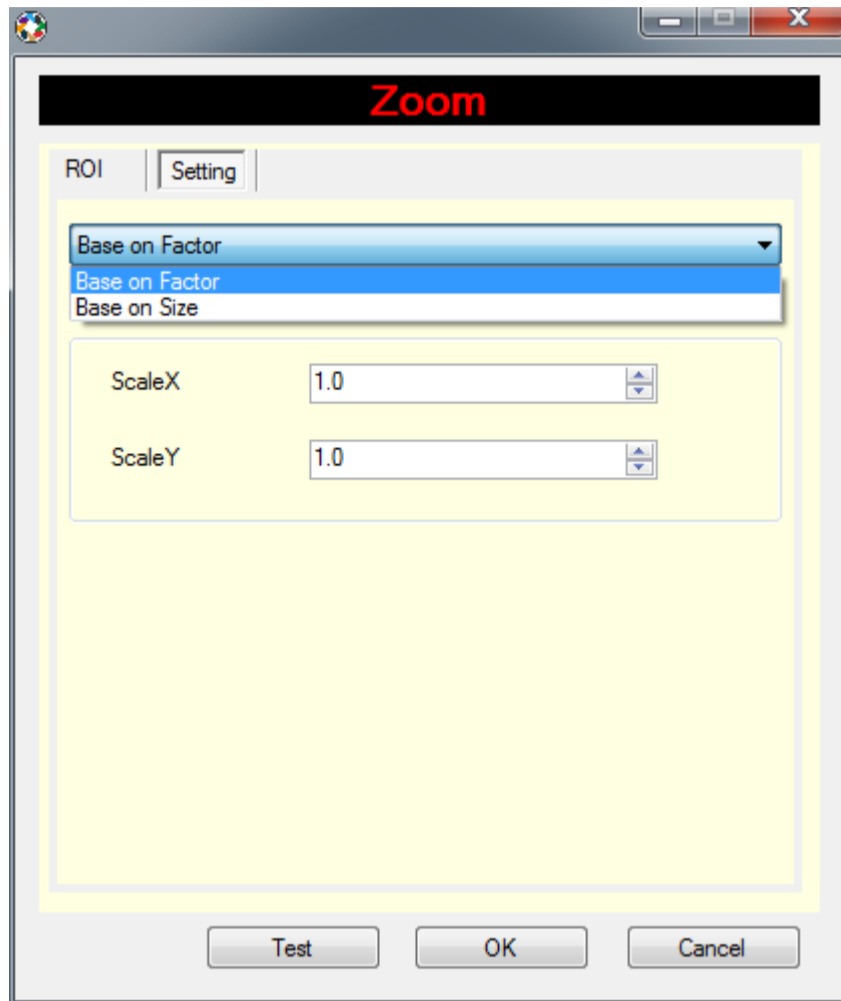 Zoom
ROI Setting
Base on Factor
Base on Factor
Base on Size
ScaleX 1.0
ScaleY 1.0
Test OK Cancel